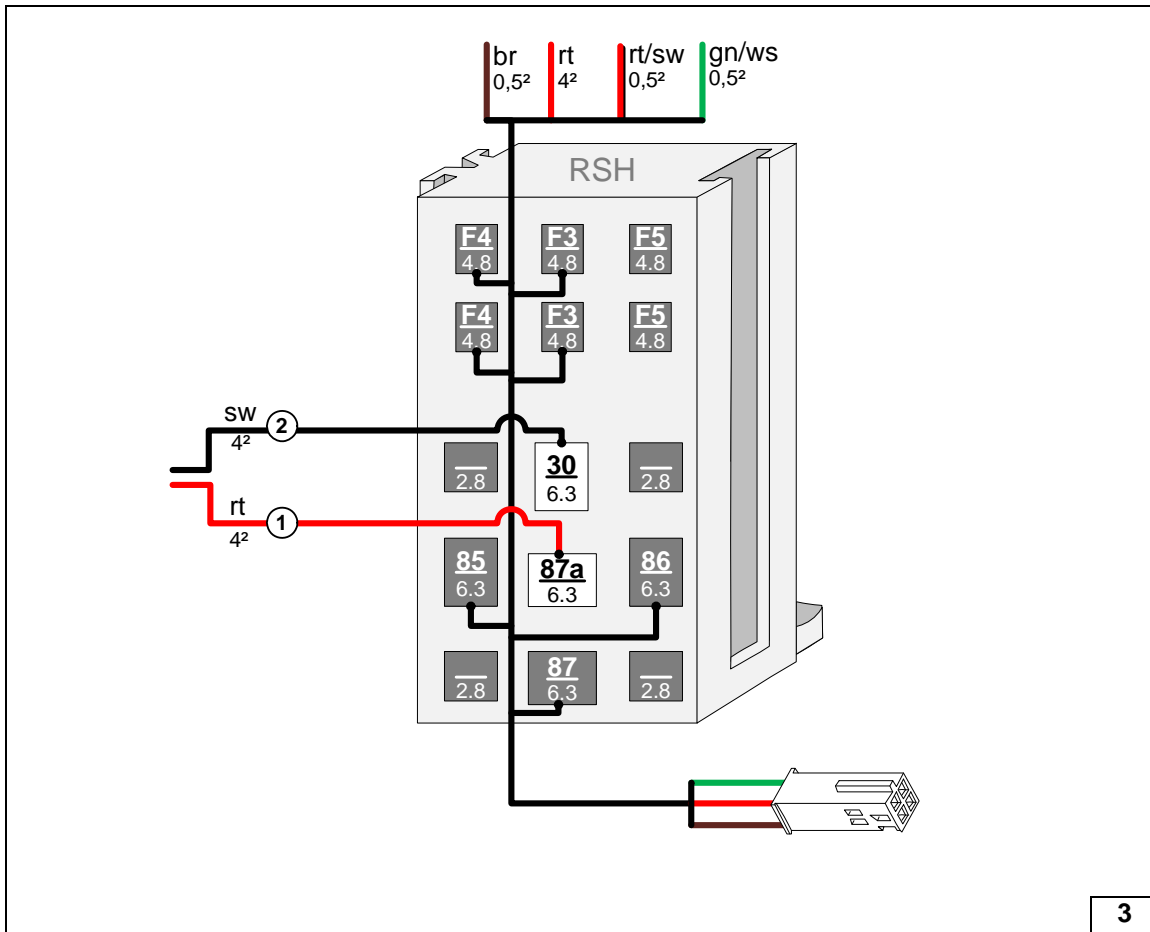 br rt rt/sw gn/ws
0,5² 4² 0,5² 0,5²
RSH
F4 F3 F5
4.8 4.8 4.8
F4 F3 F5
4.8 4.8 4.8
sw 2
4²
30
2.8 6.3 2.8
rt 1
4²
85 87a 86
6.3 6.3 6.3
87
2.8 6.3 2.8
3